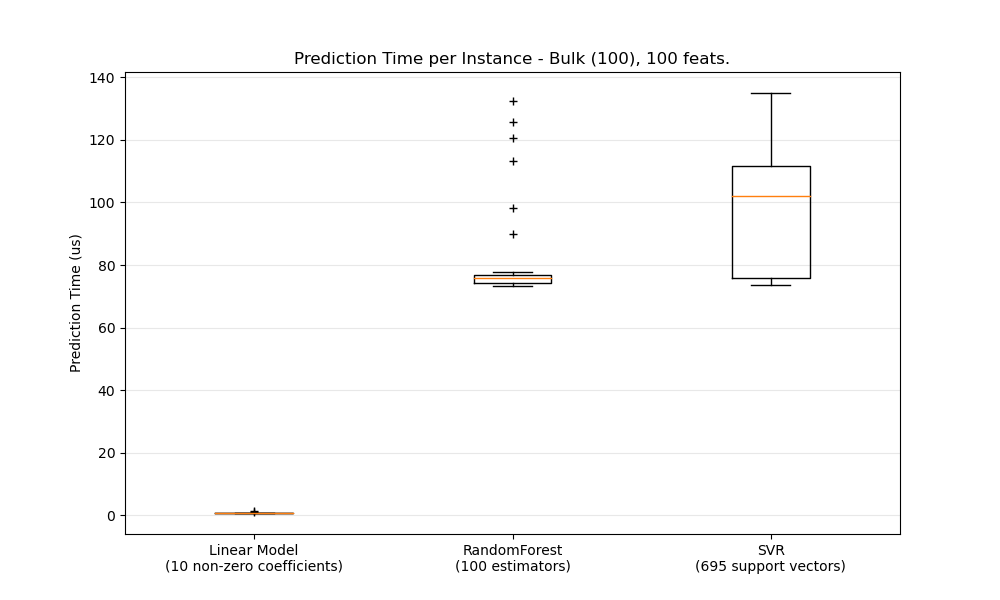 Prediction Time per Instance - Bulk (100), 100 feats.
140
120
100
80
60
40
20
0
Prediction Time (us)
Linear Model
(10 non-zero coefficients)
RandomForest
(100 estimators)
SVR
(695 support vectors)